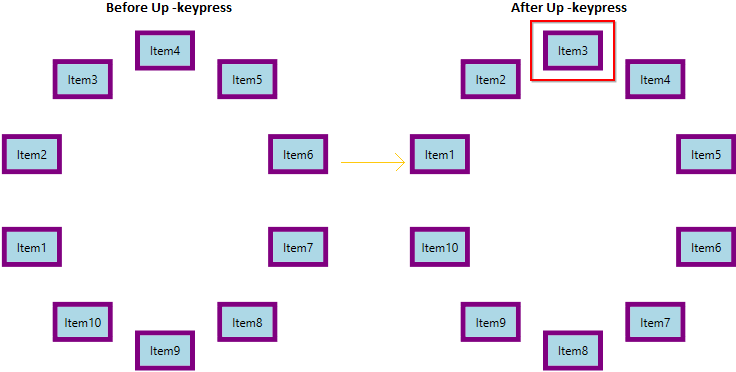 Before Up -keypress
After Up -keypress
Item4
Item3
Item5
Item2
Item6
Item1
Item7
Item10
Item8
Item9
Item3
Item2
Item4
Item1
Item5
Item10
Item6
Item9
Item7
Item8